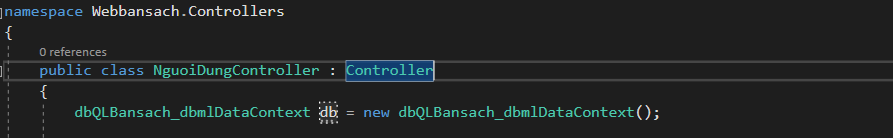 namespace Webbansach.Controllers
{
0 references
public class NguoiDungController : Controller
{
dbQLBansach_dbmlDataContext db = new dbQLBansach_dbmlDataContext();